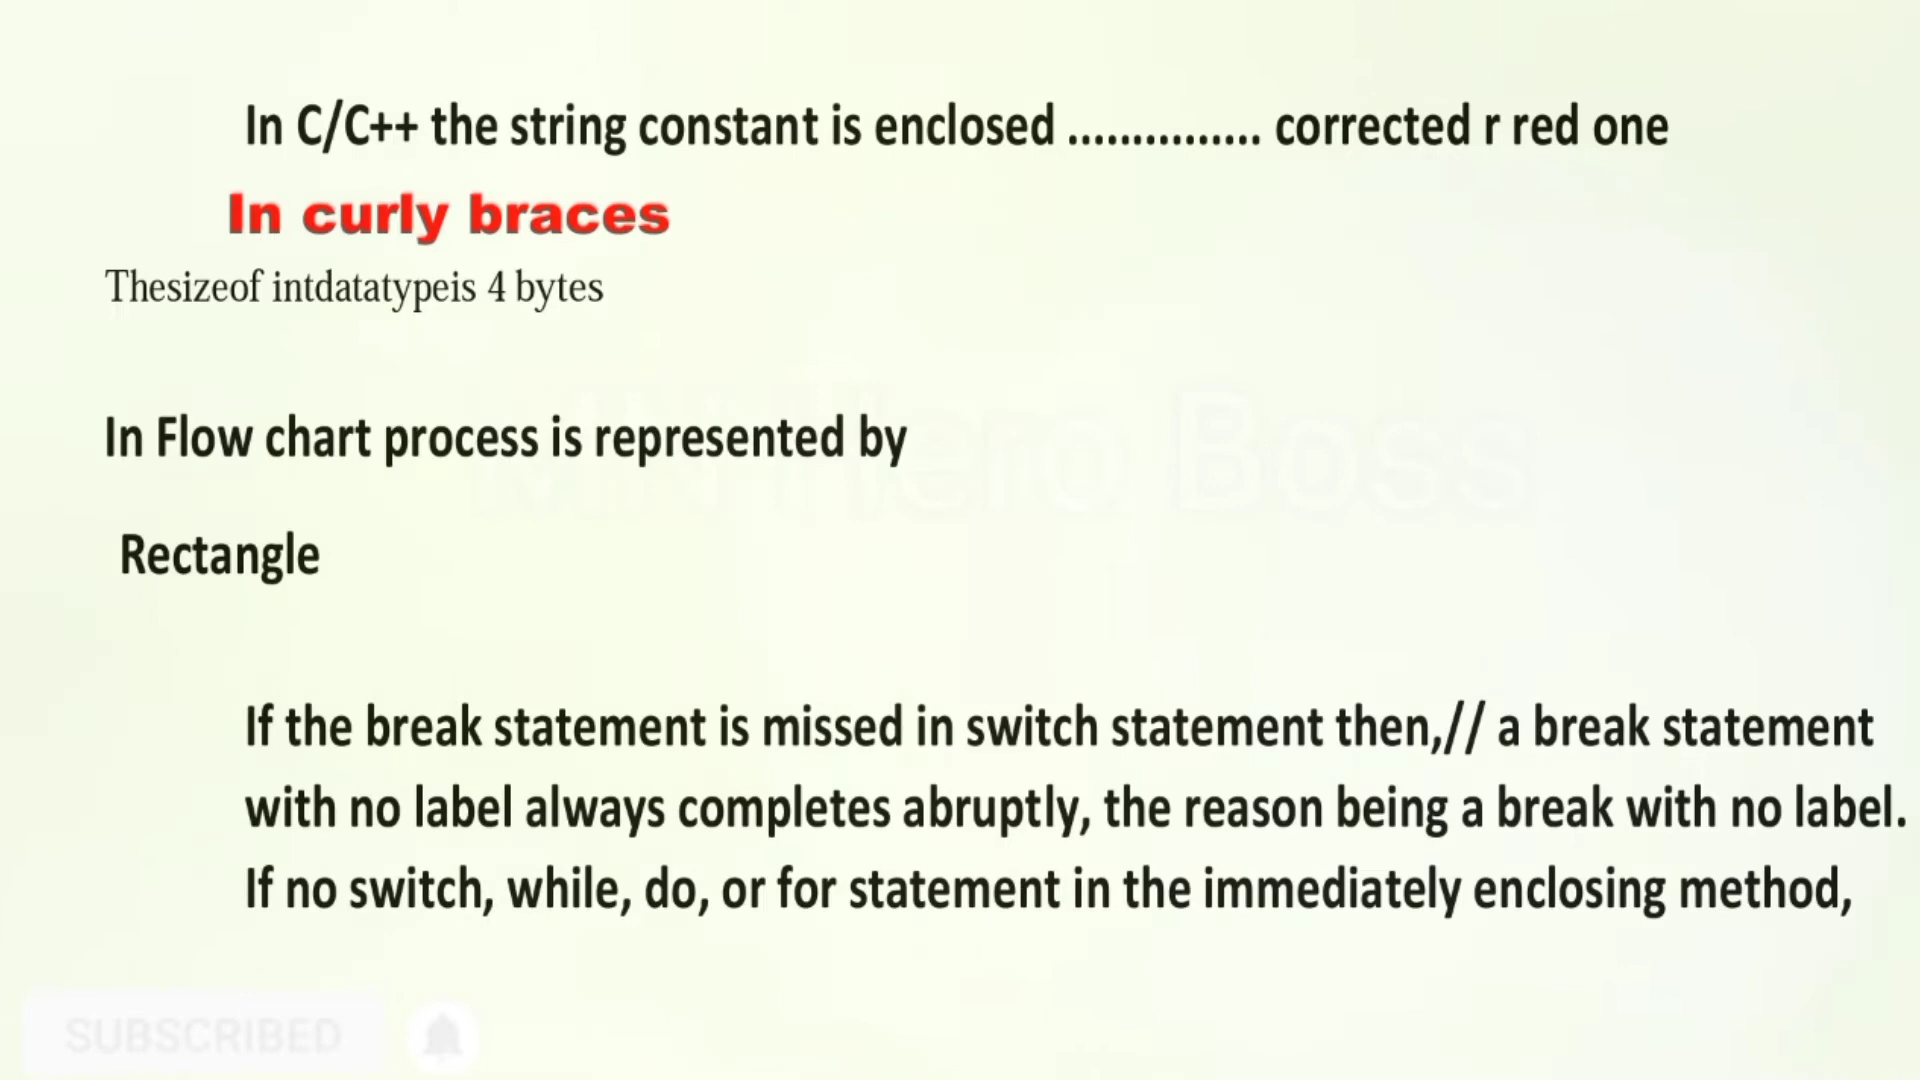 In C/C++ the string constant is enclosed ............... corrected r red one
In curly braces
Thesizeof intdatatypeis 4 bytes
In Flow chart process is represented by
Hero Boss
Rectangle
If the break statement is missed in switch statement then,// a break statement
with no label always completes abruptly, the reason being a break with no label.
If no switch, while, do, or for statement in the immediately enclosing method,
SUBSCRIBED